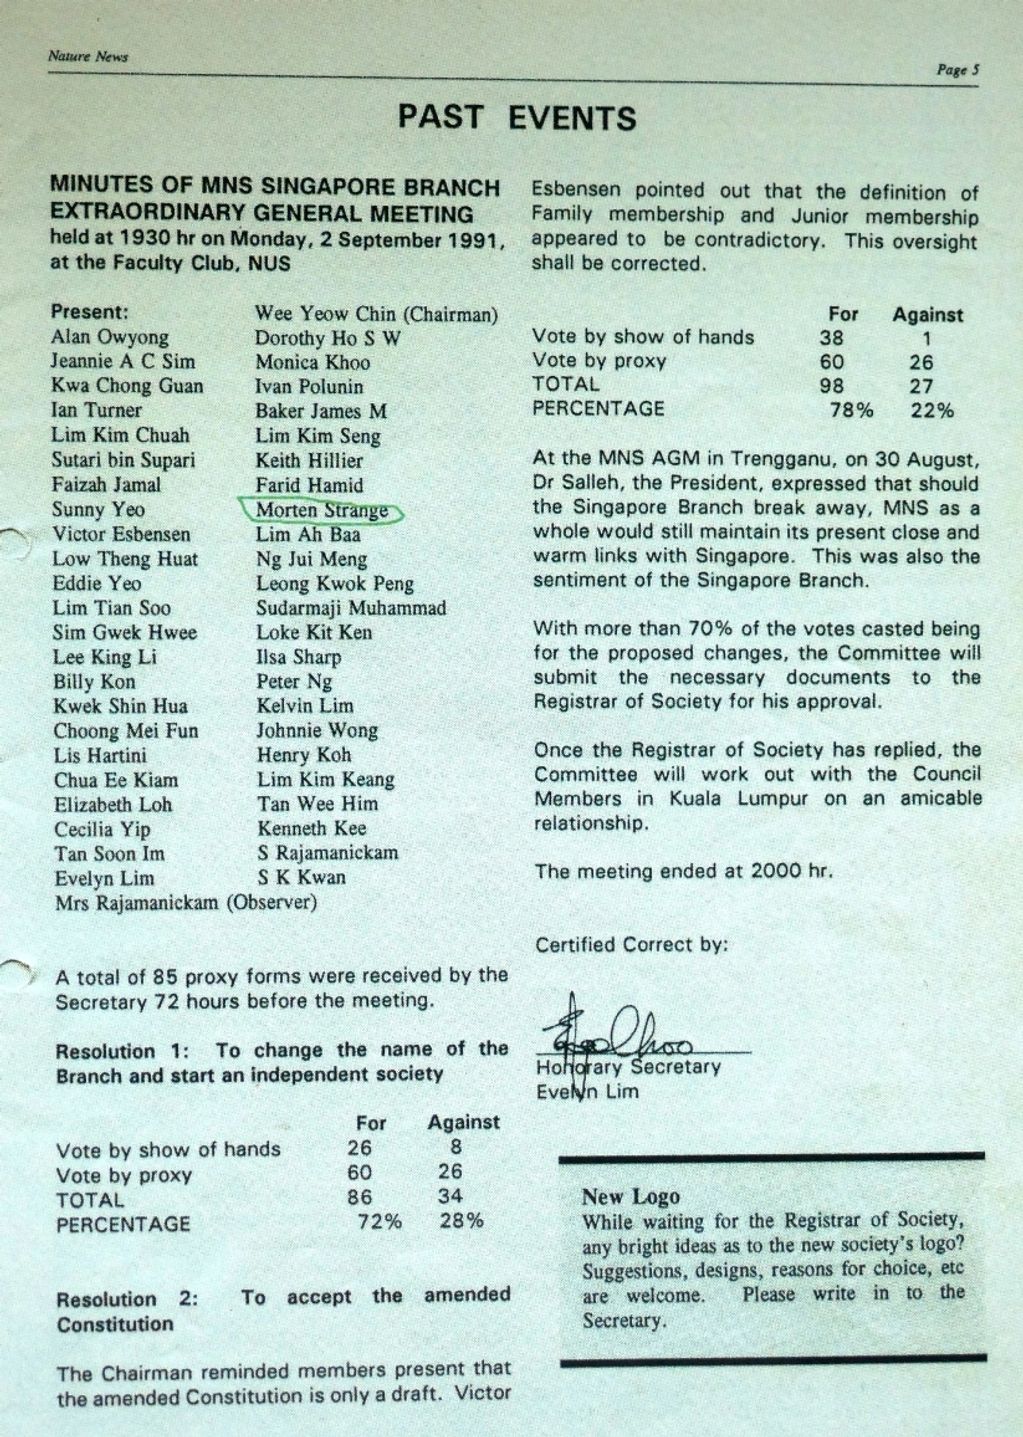 Nature News
Page 5
PAST EVENTS
MINUTES OF MNS SINGAPORE BRANCH
EXTRAORDINARY GENERAL MEETING
held at 1930 hr on Monday, 2 September 1991,
at the Faculty Club, NUS
Present: Wee Yeow Chin (Chairman)
Alan Owyong Dorothy Ho S W
Jeannie A C Sim Monica Khoo
Kwa Chong Guan Ivan Polunin
Ian Turner Baker James M
Lim Kim Chuah Lim Kim Seng
Sutari bin Supari Keith Hillier
Faizah Jamal Farid Hamid
Sunny Yeo Morten Strange
Victor Esbensen Lim Ah Baa
Low Theng Huat Ng Jui Meng
Eddie Yeo Leong Kwok Peng
Lim Tian Soo Sudarmaji Muhammad
Sim Gwek Hwee Loke Kit Ken
Lee King Li Ilsa Sharp
Billy Kon Peter Ng
Kwek Shin Hua Kelvin Lim
Choong Mei Fun Johnnie Wong
Lis Hartini Henry Koh
Chua Ee Kiam Lim Kim Keang
Elizabeth Loh Tan Wee Him
Cecilia Yip Kenneth Kee
Tan Soon Im S Rajamanickam
Evelyn Lim S K Kwan
Mrs Rajamanickam (Observer)
A total of 85 proxy forms were received by the
Secretary 72 hours before the meeting.
Resolution 1: To change the name of the
Branch and start an independent society
For Against
Vote by show of hands 26 8
Vote by proxy 60 26
TOTAL 86 34
PERCENTAGE 72% 28%
Resolution 2: To accept the amended
Constitution
The Chairman reminded members present that
the amended Constitution is only a draft. Victor
Esbensen pointed out that the definition of
Family membership and Junior membership
appeared to be contradictory. This oversight
shall be corrected.
For Against
Vote by show of hands 38 1
Vote by proxy 60 26
TOTAL 98 27
PERCENTAGE 78% 22%
At the MNS AGM in Trengganu, on 30 August,
Dr Salleh, the President, expressed that should
the Singapore Branch break away, MNS as a
whole would still maintain its present close and
warm links with Singapore. This was also the
sentiment of the Singapore Branch.
With more than 70% of the votes casted being
for the proposed changes, the Committee will
submit the necessary documents to the
Registrar of Society for his approval.
Once the Registrar of Society has replied, the
Committee will work out with the Council
Members in Kuala Lumpur on an amicable
relationship.
The meeting ended at 2000 hr.
Certified Correct by:
Honorary Secretary
Evelyn Lim
New Logo
While waiting for the Registrar of Society,
any bright ideas as to the new society's logo?
Suggestions, designs, reasons for choice, etc
are welcome. Please write in to the
Secretary.